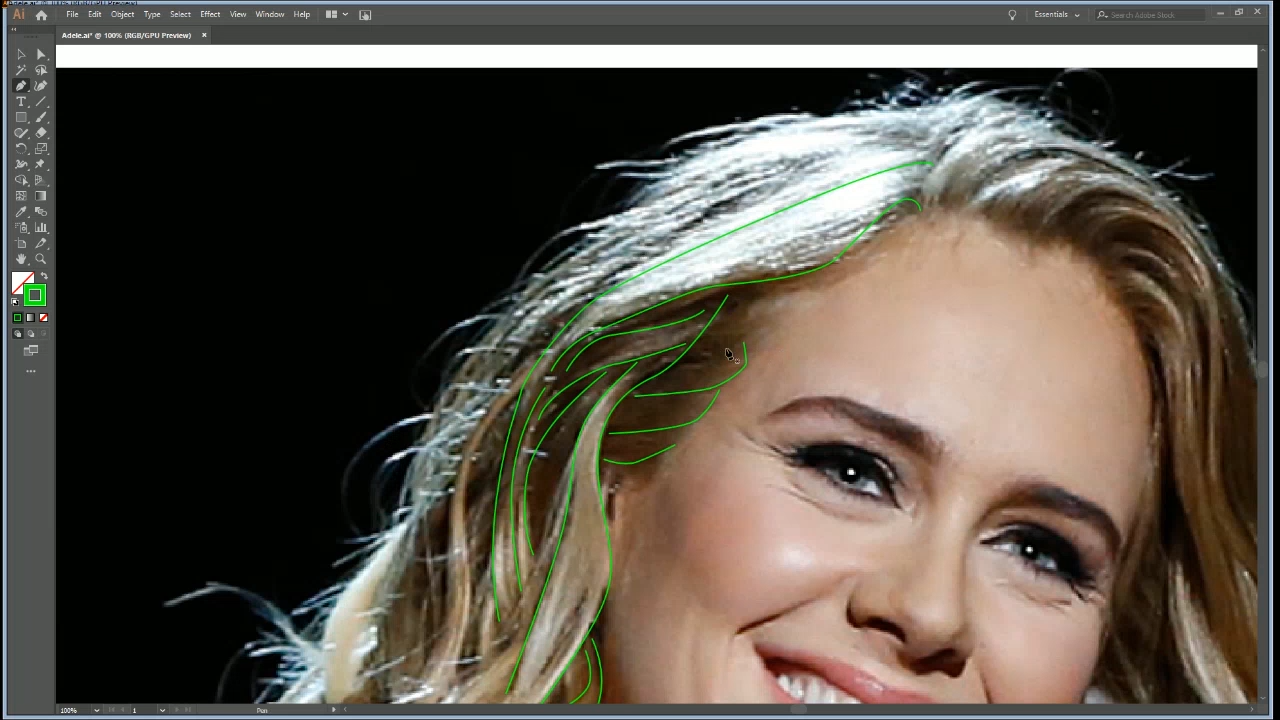 Ai File Edit Object Type Select Effect View Window Help Essentials Search Adobe Stock
Adele.ai* @ 100% (RGB/GPU Preview) ×
T
100% 1 Pen